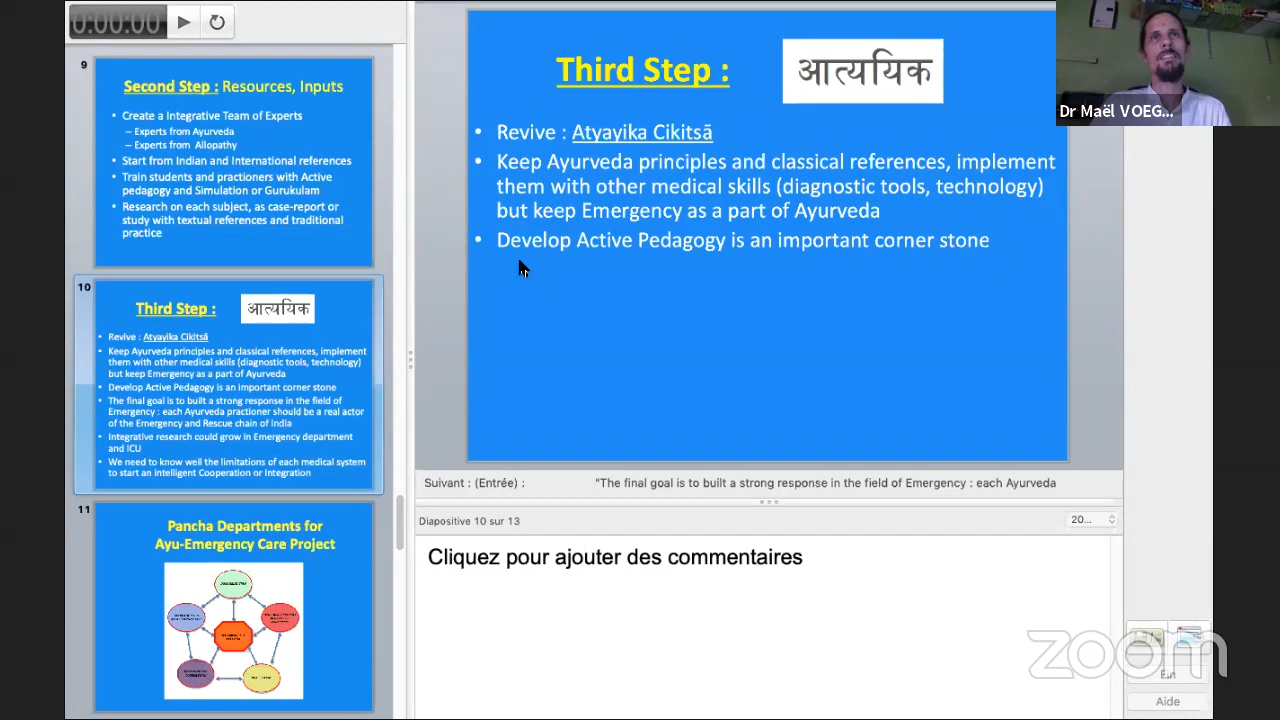 0:00:00
9
Second Step : Resources, Inputs
• Create a Integrative Team of Experts
– Experts from Ayurveda
– Experts from Allopathy
• Start from Indian and International references
• Train students and practioners with Active
pedagogy and Simulation or Gurukulam
• Research on each subject, as case-report or
study with textual references and traditional
practice
10
Third Step :
आत्ययिक
• Revive : Atyayika Cikitsā
• Keep Ayurveda principles and classical references, implement
them with other medical skills (diagnostic tools, technology)
but keep Emergency as a part of Ayurveda
• Develop Active Pedagogy is an important corner stone
• The final goal is to built a strong response in the field of
Emergency : each Ayurveda practioner should be a real actor
of the Emergency and Rescue chain of India
• Integrative research could grow in Emergency department
and ICU
• We need to know well the limitations of each medical system
to start an intelligent Cooperation or Integration
11
Pancha Departments for
Ayu-Emergency Care Project
Third Step :
आत्ययिक
• Revive : Atyayika Cikitsā
• Keep Ayurveda principles and classical references, implement
them with other medical skills (diagnostic tools, technology)
but keep Emergency as a part of Ayurveda
• Develop Active Pedagogy is an important corner stone
Suivant : (Entrée) : "The final goal is to built a strong response in the field of Emergency : each Ayurveda
Diapositive 10 sur 13
20...
Cliquez pour ajouter des commentaires
Dr Maël VOEG...
zoom
Fin
Aide